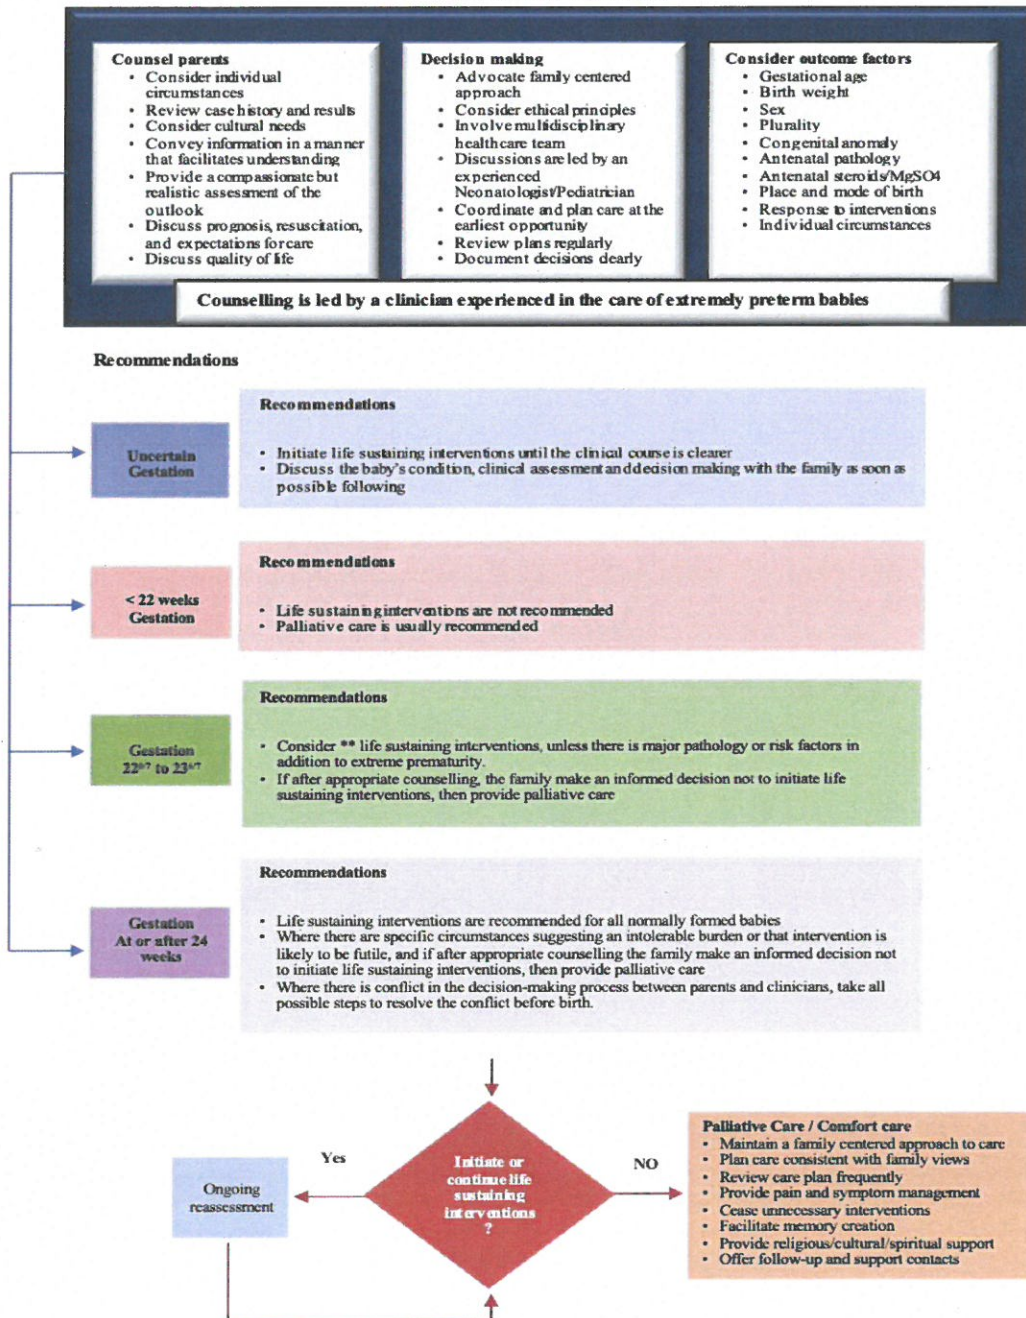 Counsel parents
• Consider individual
circumstances
• Review case history and results
• Consider cultural needs
• Convey information in a manner
that facilitates understanding
• Provide a compassionate but
realistic assessment of the
outlook
• Discuss prognosis, resuscitation,
and expectations for care
• Discuss quality of life
Decision making
• Advocate family centered
approach
• Consider ethical principles
• Involve multidisciplinary
healthcare team
• Discussions are led by an
experienced
Neonatologist/Pediatrician
• Coordinate and plan care at the
earliest opportunity
• Review plans regularly
• Document decisions clearly
Consider outcome factors
• Gestational age
• Birth weight
• Sex
• Plurality
• Congenital anomaly
• Antenatal pathology
• Antenatal steroids/MgSO4
• Place and mode of birth
• Response to interventions
• Individual circumstances
Counselling is led by a clinician experienced in the care of extremely preterm babies
Recommendations
Uncertain
Gestation
Recommendations
• Initiate life sustaining interventions until the clinical course is clearer
• Discuss the baby's condition, clinical assessment and decision making with the family as soon as
possible following
< 22 weeks
Gestation
Recommendations
• Life sustaining interventions are not recommended
• Palliative care is usually recommended
Gestation
22⁰/⁷ to 23⁶/⁷
Recommendations
• Consider ** life sustaining interventions, unless there is major pathology or risk factors in
addition to extreme prematurity.
• If after appropriate counselling, the family make an informed decision not to initiate life
sustaining interventions, then provide palliative care
Gestation
At or after 24
weeks
Recommendations
• Life sustaining interventions are recommended for all normally formed babies
• Where there are specific circumstances suggesting an intolerable burden or that intervention is
likely to be futile, and if after appropriate counselling the family make an informed decision not
to initiate life sustaining interventions, then provide palliative care
• Where there is conflict in the decision-making process between parents and clinicians, take all
possible steps to resolve the conflict before birth.
Ongoing
reassessment
Yes
Initiate or
continue life
sustaining
interventions
?
NO
Palliative Care / Comfort care
• Maintain a family centered approach to care
• Plan care consistent with family views
• Review care plan frequently
• Provide pain and symptom management
• Cease unnecessary interventions
• Facilitate memory creation
• Provide religious/cultural/spiritual support
• Offer follow-up and support contacts